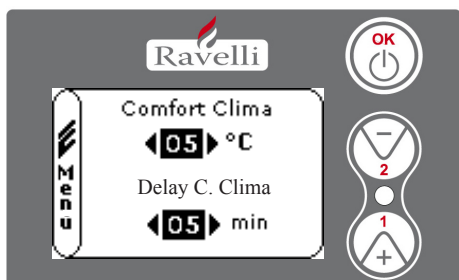 Ravelli
OK
Comfort Clima
05 °C
Menù
Delay C. Clima
05 min
−
2
1
+